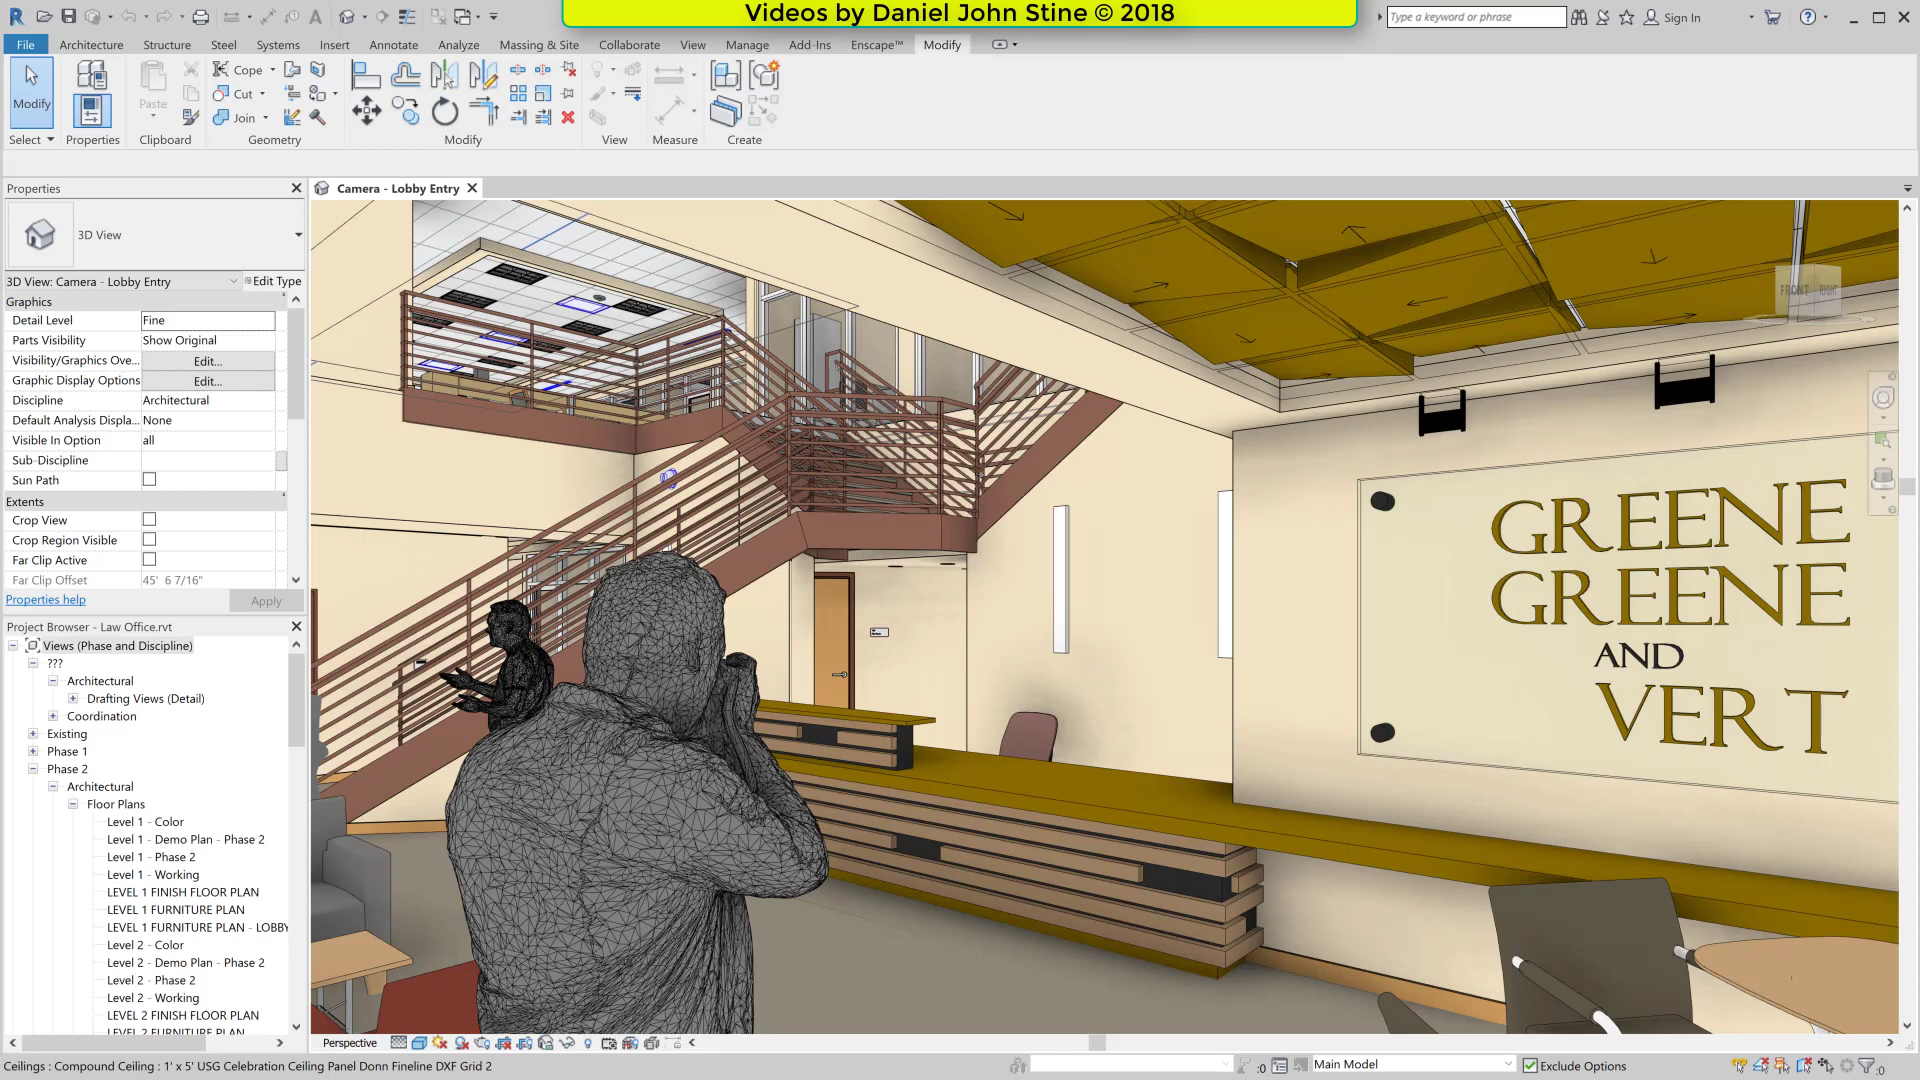 Videos by Daniel John Stine © 2018
Type a keyword or phrase
Sign In
File Architecture Structure Steel Systems Insert Annotate Analyze Massing & Site Collaborate View Manage Add-Ins Enscape™ Modify
Modify
Paste
Cope
Cut
Join
Select Properties Clipboard Geometry Modify View Measure Create
Properties
3D View
3D View: Camera - Lobby Entry Edit Type
Graphics
Detail Level Fine
Parts Visibility Show Original
Visibility/Graphics Ove... Edit...
Graphic Display Options Edit...
Discipline Architectural
Default Analysis Displa... None
Visible In Option all
Sub-Discipline
Sun Path
Extents
Crop View
Crop Region Visible
Far Clip Active
Far Clip Offset 45' 6 7/16"
Properties help Apply
Project Browser - Law Office.rvt
Views (Phase and Discipline)
???
Architectural
Drafting Views (Detail)
Coordination
Existing
Phase 1
Phase 2
Architectural
Floor Plans
Level 1 - Color
Level 1 - Demo Plan - Phase 2
Level 1 - Phase 2
Level 1 - Working
LEVEL 1 FINISH FLOOR PLAN
LEVEL 1 FURNITURE PLAN
LEVEL 1 FURNITURE PLAN - LOBBY
Level 2 - Color
Level 2 - Demo Plan - Phase 2
Level 2 - Phase 2
Level 2 - Working
LEVEL 2 FINISH FLOOR PLAN
LEVEL 2 FURNITURE PLAN
Camera - Lobby Entry
FRONT RIGHT
GREENE
GREENE
AND
VERT
Perspective
Ceilings : Compound Ceiling : 1' x 5' USG Celebration Ceiling Panel Donn Fineline DXF Grid 2
:0
Main Model
Exclude Options
:0